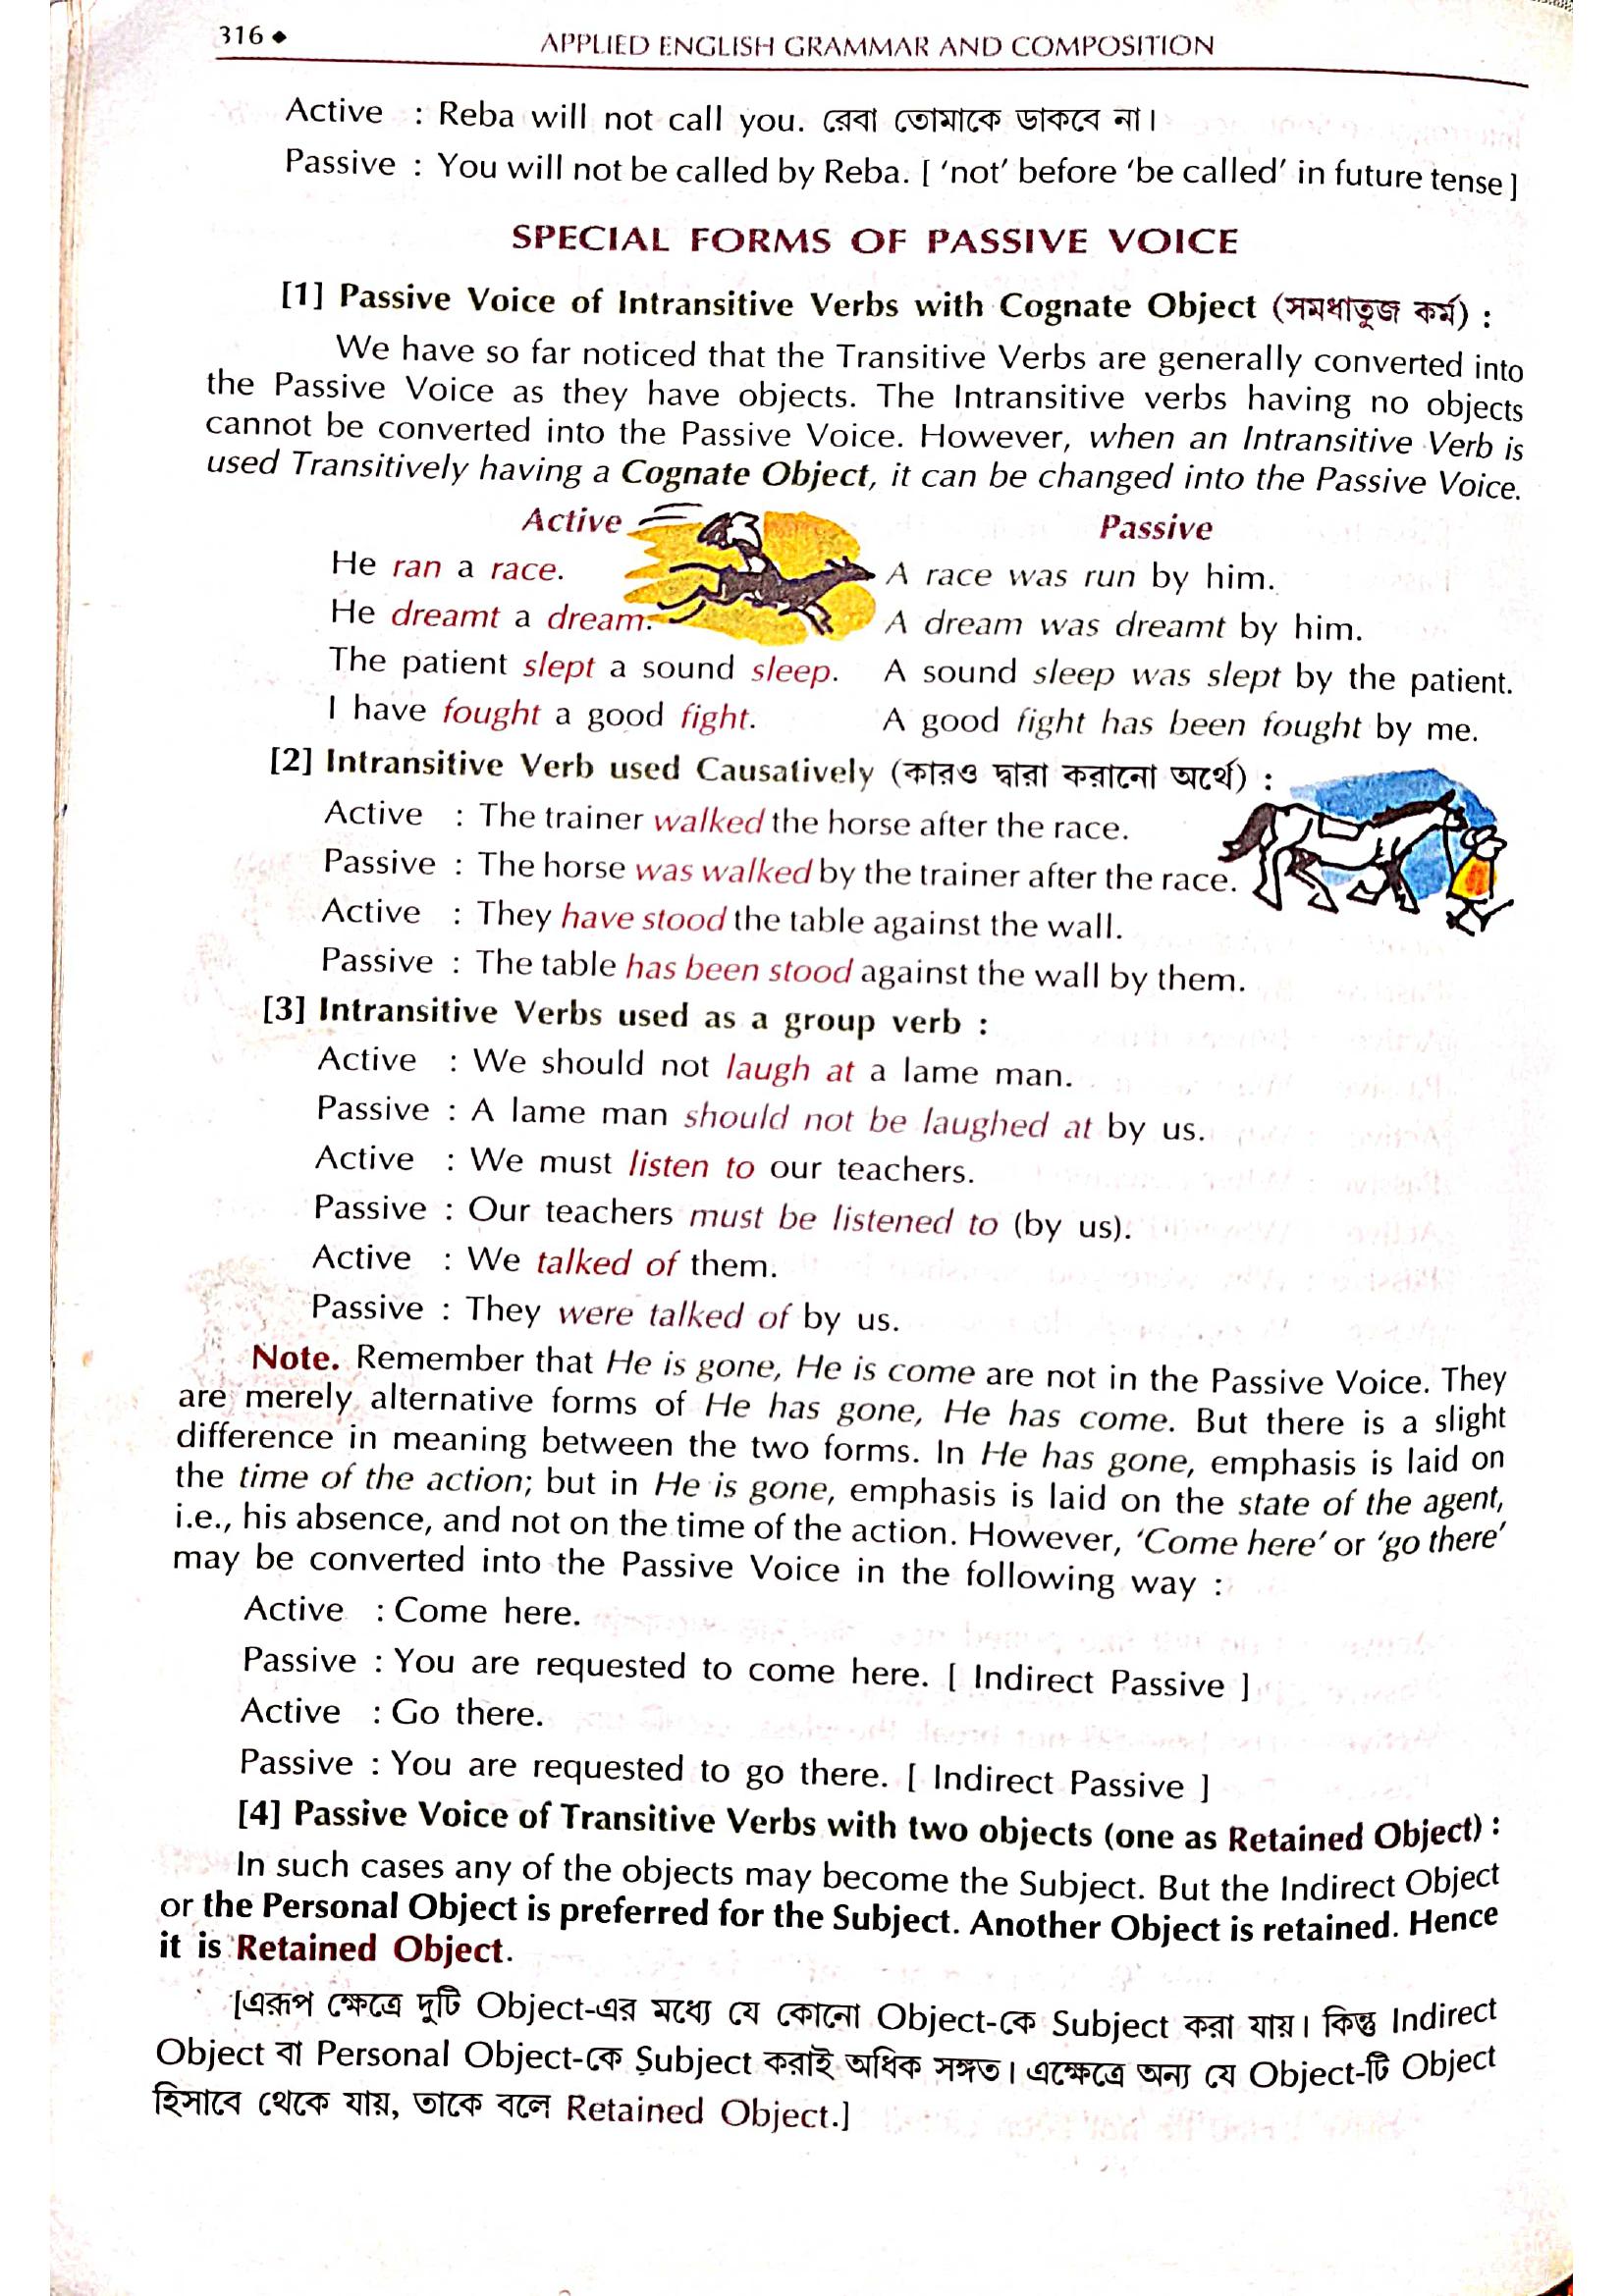 316 ◆
APPLIED ENGLISH GRAMMAR AND COMPOSITION
Active : Reba will not call you. রেবা তোমাকে ডাকবে না।
Passive : You will not be called by Reba. [ ‘not’ before ‘be called’ in future tense ]
SPECIAL FORMS OF PASSIVE VOICE
[1] Passive Voice of Intransitive Verbs with Cognate Object (সমধাতুজ কর্ম) :
We have so far noticed that the Transitive Verbs are generally converted into
the Passive Voice as they have objects. The Intransitive verbs having no objects
cannot be converted into the Passive Voice. However, when an Intransitive Verb is
used Transitively having a Cognate Object, it can be changed into the Passive Voice.
Active Passive
He ran a race. A race was run by him.
He dreamt a dream. A dream was dreamt by him.
The patient slept a sound sleep. A sound sleep was slept by the patient.
I have fought a good fight. A good fight has been fought by me.
[2] Intransitive Verb used Causatively (কারও দ্বারা করানো অর্থে) :
Active : The trainer walked the horse after the race.
Passive : The horse was walked by the trainer after the race.
Active : They have stood the table against the wall.
Passive : The table has been stood against the wall by them.
[3] Intransitive Verbs used as a group verb :
Active : We should not laugh at a lame man.
Passive : A lame man should not be laughed at by us.
Active : We must listen to our teachers.
Passive : Our teachers must be listened to (by us).
Active : We talked of them.
Passive : They were talked of by us.
Note. Remember that He is gone, He is come are not in the Passive Voice. They
are merely alternative forms of He has gone, He has come. But there is a slight
difference in meaning between the two forms. In He has gone, emphasis is laid on
the time of the action; but in He is gone, emphasis is laid on the state of the agent,
i.e., his absence, and not on the time of the action. However, ‘Come here’ or ‘go there’
may be converted into the Passive Voice in the following way :
Active : Come here.
Passive : You are requested to come here. [ Indirect Passive ]
Active : Go there.
Passive : You are requested to go there. [ Indirect Passive ]
[4] Passive Voice of Transitive Verbs with two objects (one as Retained Object) :
In such cases any of the objects may become the Subject. But the Indirect Object
or the Personal Object is preferred for the Subject. Another Object is retained. Hence
it is Retained Object.
[এরূপ ক্ষেত্রে দুটি Object-এর মধ্যে যে কোনো Object-কে Subject করা যায়। কিন্তু Indirect
Object বা Personal Object-কে Subject করাই অধিক সঙ্গত। এক্ষেত্রে অন্য যে Object-টি Object
হিসাবে থেকে যায়, তাকে বলে Retained Object.]